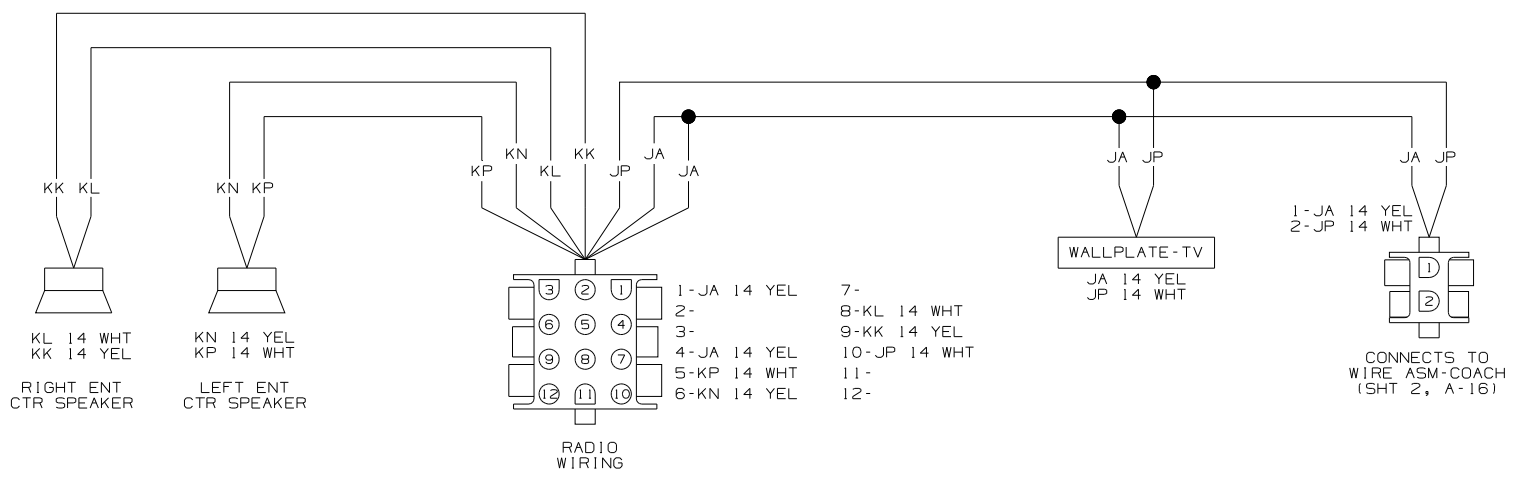 KK KL
KN KP
KP KN KL KK JP JA JA
JA JP
JA JP
KL 14 WHT
KK 14 YEL
RIGHT ENT
CTR SPEAKER
KN 14 YEL
KP 14 WHT
LEFT ENT
CTR SPEAKER
3 2 1
6 5 4
9 8 7
12 11 10
1-JA 14 YEL
2-
3-
4-JA 14 YEL
5-KP 14 WHT
6-KN 14 YEL
7-
8-KL 14 WHT
9-KK 14 YEL
10-JP 14 WHT
11-
12-
RADIO
WIRING
WALLPLATE-TV
JA 14 YEL
JP 14 WHT
1-JA 14 YEL
2-JP 14 WHT
1
2
CONNECTS TO
WIRE ASM-COACH
(SHT 2, A-16)